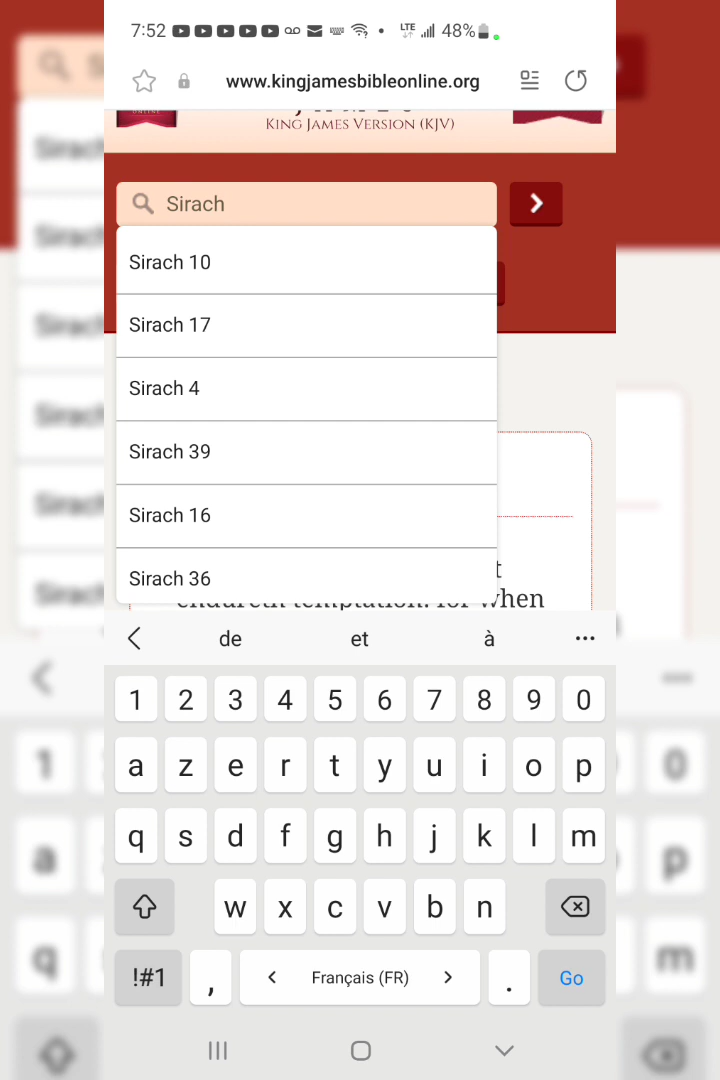 7:52 LTE 48%
www.kingjamesbibleonline.org
KING JAMES VERSION (KJV)
Sirach
Sirach 10
Sirach 17
Sirach 4
Sirach 39
Sirach 16
Sirach 36
when
de et à ...
1 2 3 4 5 6 7 8 9 0
a z e r t y u i o p
q s d f g h j k l m
w x c v b n
!#1 , < Français (FR) > . Go